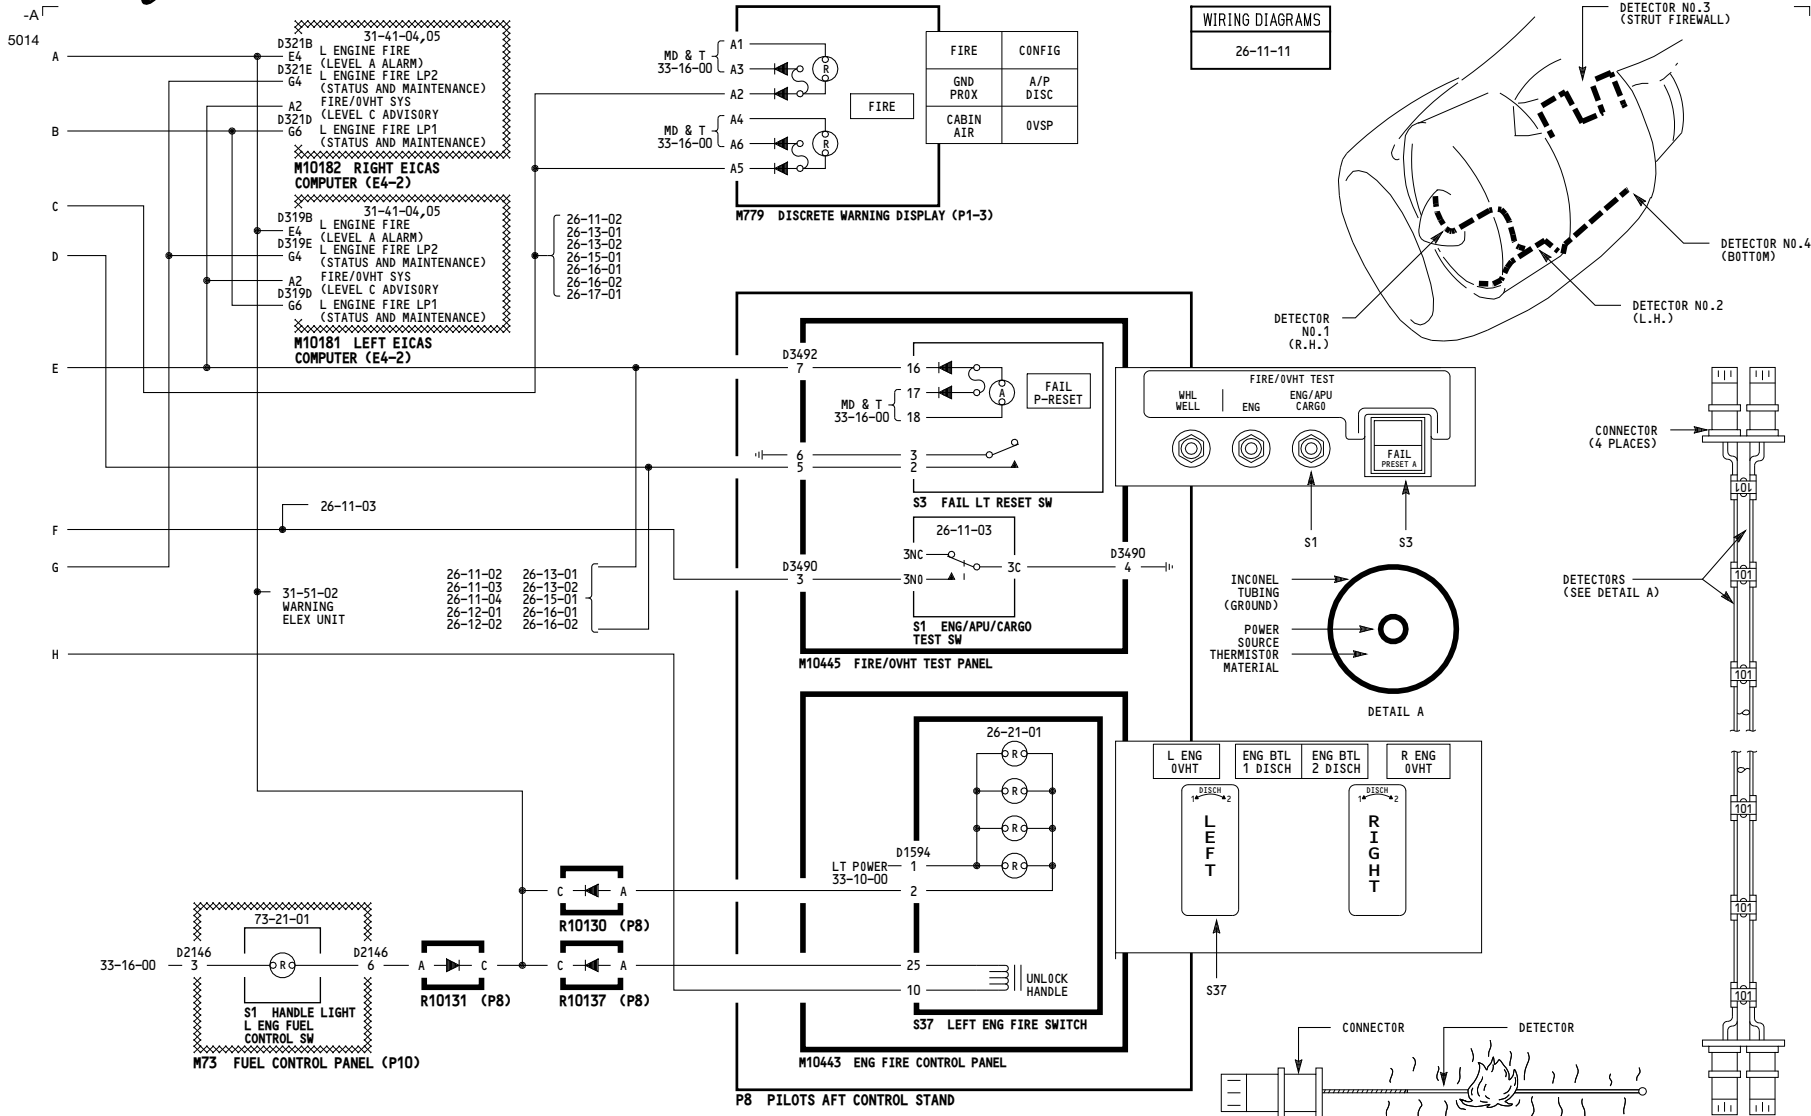 -A
5014
A
B
C
D
E
F
G
H
31-41-04,05
D321B
E4
L ENGINE FIRE
(LEVEL A ALARM)
D321E
G4
L ENGINE FIRE LP2
(STATUS AND MAINTENANCE)
A2
FIRE/OVHT SYS
(LEVEL C ADVISORY
D321D
G6
L ENGINE FIRE LP1
(STATUS AND MAINTENANCE)
M10182 RIGHT EICAS
COMPUTER (E4-2)
31-41-04,05
D319B
E4
L ENGINE FIRE
(LEVEL A ALARM)
D319E
G4
L ENGINE FIRE LP2
(STATUS AND MAINTENANCE)
A2
FIRE/OVHT SYS
(LEVEL C ADVISORY
D319D
G6
L ENGINE FIRE LP1
(STATUS AND MAINTENANCE)
M10181 LEFT EICAS
COMPUTER (E4-2)
26-11-02
26-13-01
26-13-02
26-15-01
26-16-01
26-16-02
26-17-01
MD & T
33-16-00
A1
A3
A2
R
MD & T
33-16-00
A4
A6
A5
R
FIRE
M779 DISCRETE WARNING DISPLAY (P1-3)
FIRE
CONFIG
GND
PROX
A/P
DISC
CABIN
AIR
OVSP
WIRING DIAGRAMS
26-11-11
DETECTOR NO.3
(STRUT FIREWALL)
DETECTOR NO.4
(BOTTOM)
DETECTOR NO.2
(L.H.)
DETECTOR
NO.1
(R.H.)
D3492
7
16
17
18
A
FAIL
P-RESET
MD & T
33-16-00
6
5
3
2
S3 FAIL LT RESET SW
26-11-03
26-11-03
3NC
3NO
3C
D3490
3
D3490
4
S1 ENG/APU/CARGO
TEST SW
M10445 FIRE/OVHT TEST PANEL
26-11-02 26-13-01
26-11-03 26-13-02
26-11-04 26-15-01
26-12-01 26-16-01
26-12-02 26-16-02
31-51-02
WARNING
ELEX UNIT
FIRE/OVHT TEST
WHL
WELL
ENG
ENG/APU
CARGO
FAIL
PRESET A
S1
S3
INCONEL
TUBING
(GROUND)
POWER
SOURCE
THERMISTOR
MATERIAL
DETAIL A
CONNECTOR
(4 PLACES)
DETECTORS
(SEE DETAIL A)
101
101
101
101
101
101
26-21-01
R
R
R
R
LT POWER
33-10-00
D1594
1
2
25
10
UNLOCK
HANDLE
S37 LEFT ENG FIRE SWITCH
M10443 ENG FIRE CONTROL PANEL
P8 PILOTS AFT CONTROL STAND
L ENG
OVHT
ENG BTL
1 DISCH
ENG BTL
2 DISCH
R ENG
OVHT
DISCH
1 2
LEFT
DISCH
1 2
RIGHT
S37
C A
R10130 (P8)
A C
R10131 (P8)
C A
R10137 (P8)
33-16-00
73-21-01
D2146
3
R
D2146
6
S1 HANDLE LIGHT
L ENG FUEL
CONTROL SW
M73 FUEL CONTROL PANEL (P10)
CONNECTOR
DETECTOR